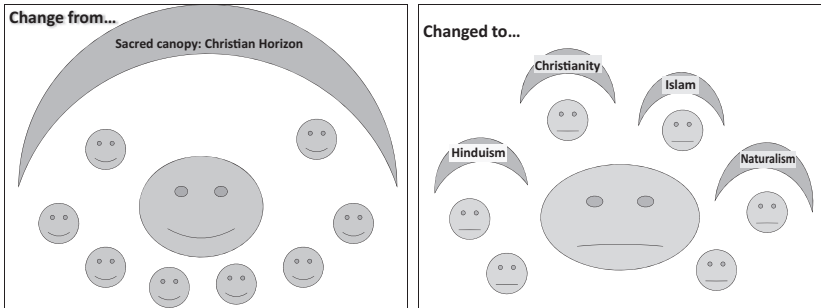 Change from...
Sacred canopy: Christian Horizon
Changed to...
Christianity
Islam
Hinduism
Naturalism